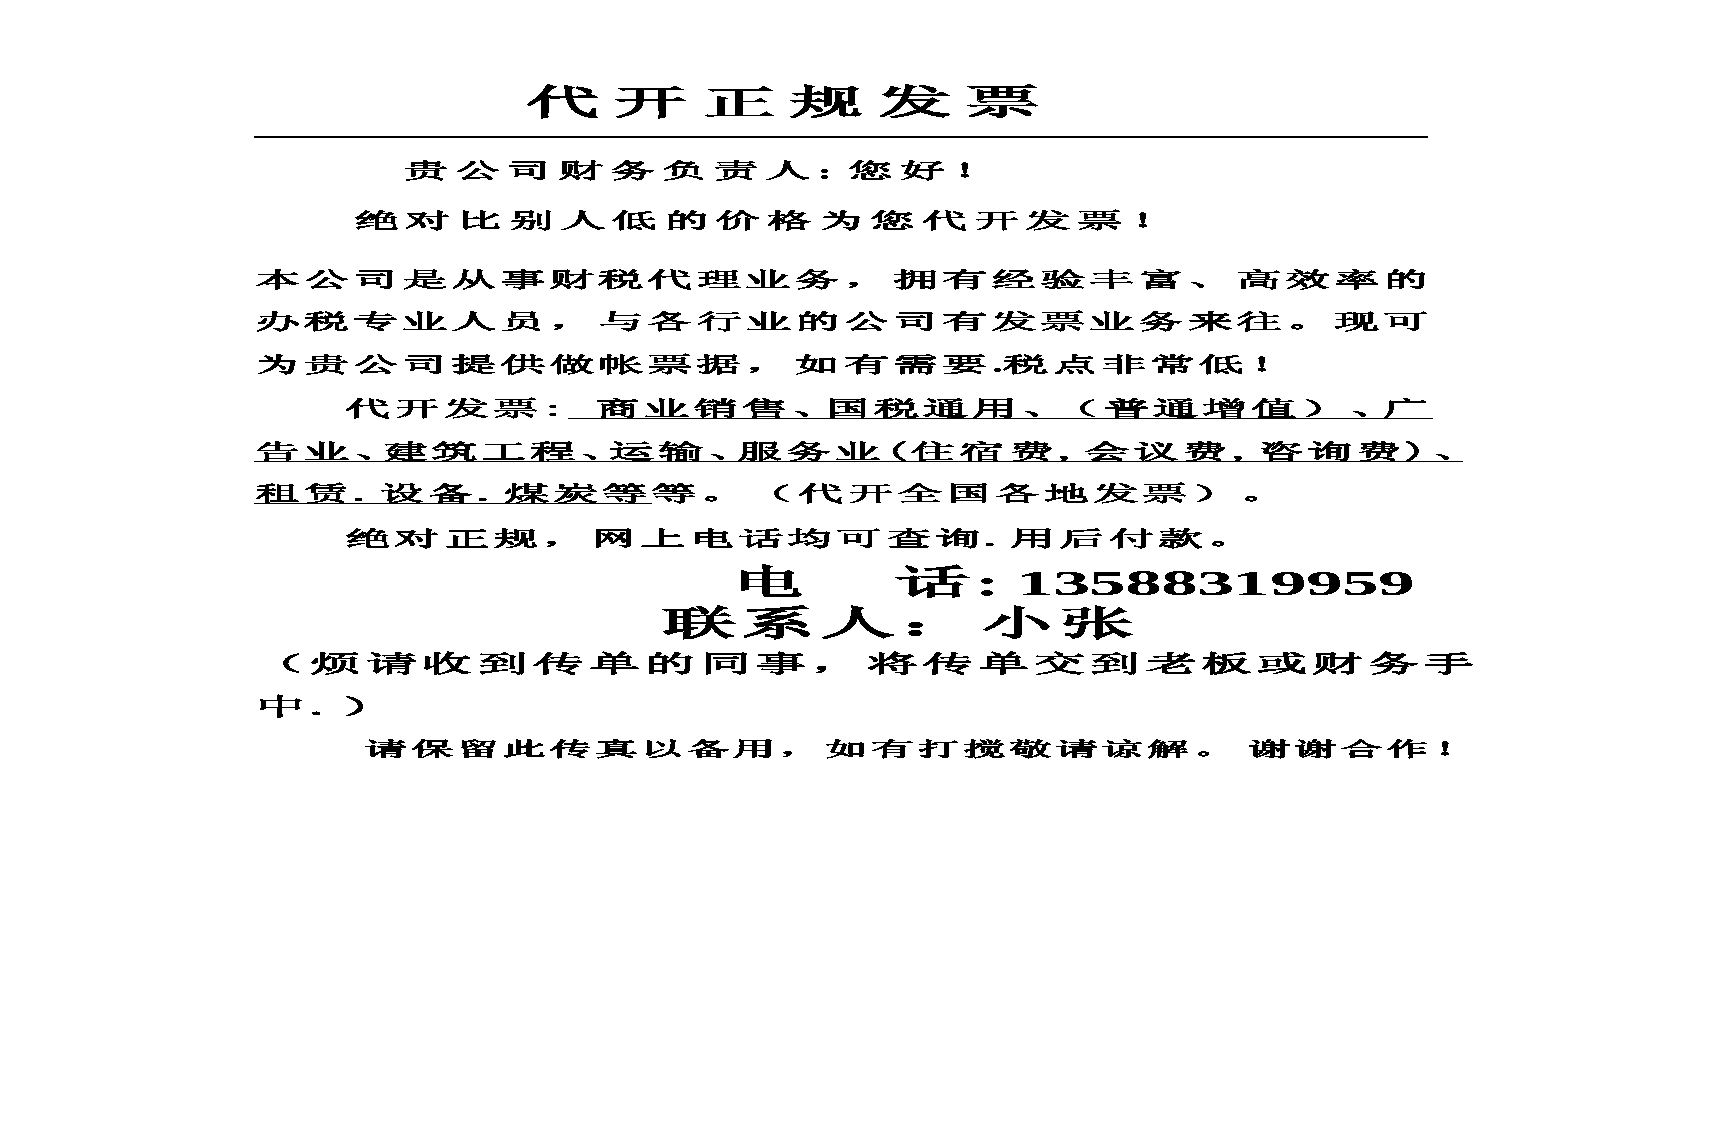 代开正规发票
贵公司财务负责人：您好！
绝对比别人低的价格为您代开发票！
本公司是从事财税代理业务，拥有经验丰富、高效率的
办税专业人员，与各行业的公司有发票业务来往。现可
为贵公司提供做帐票据，如有需要.税点非常低！
代开发票: 商业销售、国税通用、（普通增值）、广
告业、建筑工程、运输、服务业(住宿费,会议费,咨询费)、
租赁.设备.煤炭等等。（代开全国各地发票）。
绝对正规，网上电话均可查询.用后付款。
电 话: 13588319959
联系人： 小张
（烦请收到传单的同事，将传单交到老板或财务手
中.）
请保留此传真以备用，如有打搅敬请谅解。谢谢合作！